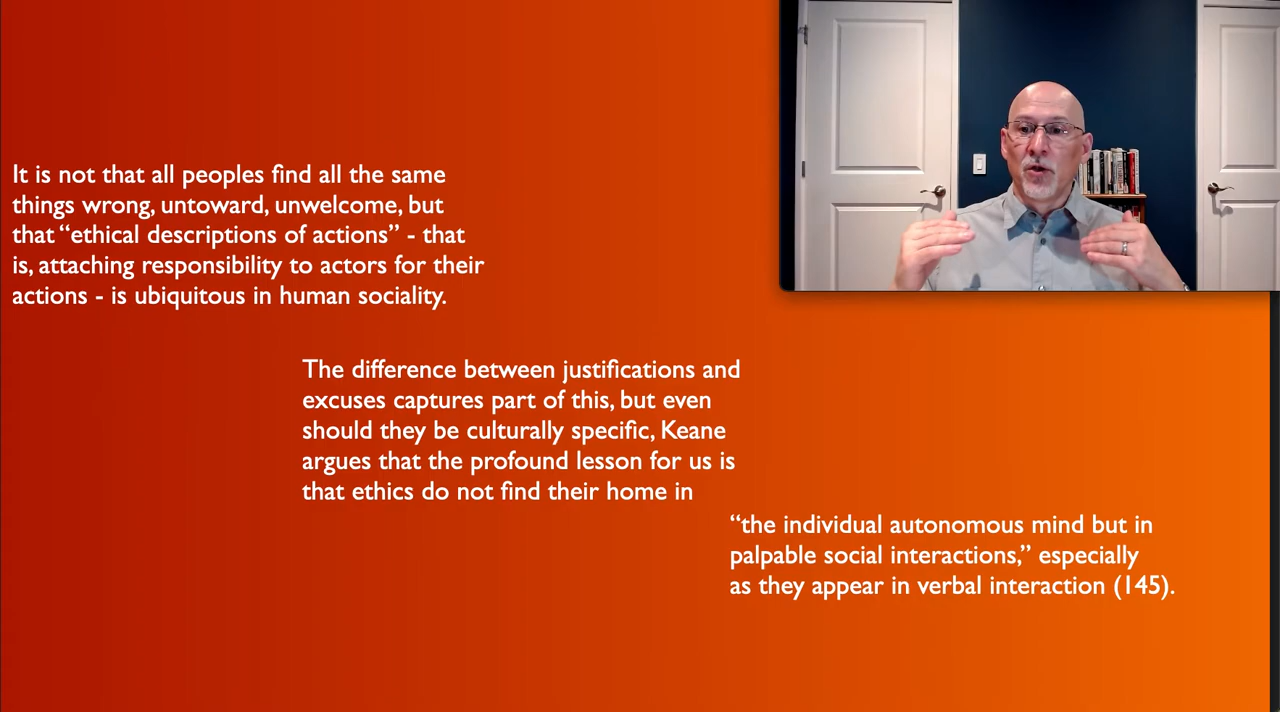 It is not that all peoples find all the same
things wrong, untoward, unwelcome, but
that “ethical descriptions of actions” - that
is, attaching responsibility to actors for their
actions - is ubiquitous in human sociality.
The difference between justifications and
excuses captures part of this, but even
should they be culturally specific, Keane
argues that the profound lesson for us is
that ethics do not find their home in
“the individual autonomous mind but in
palpable social interactions,” especially
as they appear in verbal interaction (145).